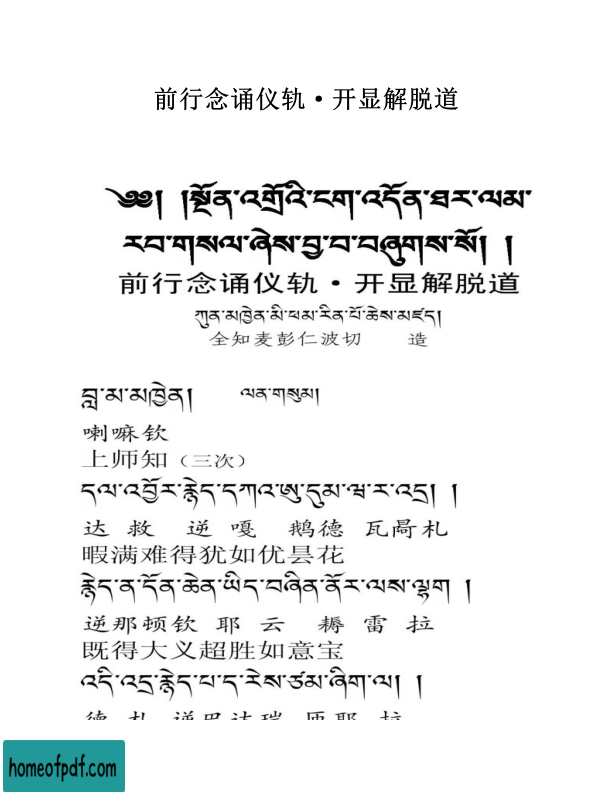 前行念诵仪轨·开显解脱道
༄༅། །སྔོན་འགྲོའི་ངག་འདོན་ཐར་ལམ་
རབ་གསལ་ཞེས་བྱ་བ་བཞུགས་སོ། །
前行念诵仪轨·开显解脱道
ཀུན་མཁྱེན་མི་ཕམ་རིན་པོ་ཆེས་མཛད།
全知麦彭仁波切 造
བླ་མ་མཁྱེན། ལན་གསུམ།
喇嘛钦
上师知（三次）
དལ་འབྱོར་རྙེད་དཀའ་ཨུ་དུམ་ཝ་ར་འདྲ། །
达 救 逆 嘎 鹅德 瓦 札
暇满难得犹如优昙花
རྙེད་ན་དོན་ཆེན་ཡིད་བཞིན་ནོར་ལས་ལྷག །
逆那顿钦 耶 云 耨 雷 拉
既得大义超胜如意宝
འདི་འདྲ་རྙེད་པ་ད་རེས་ཙམ་ཞིག་ལ། །
homeofpdf.com